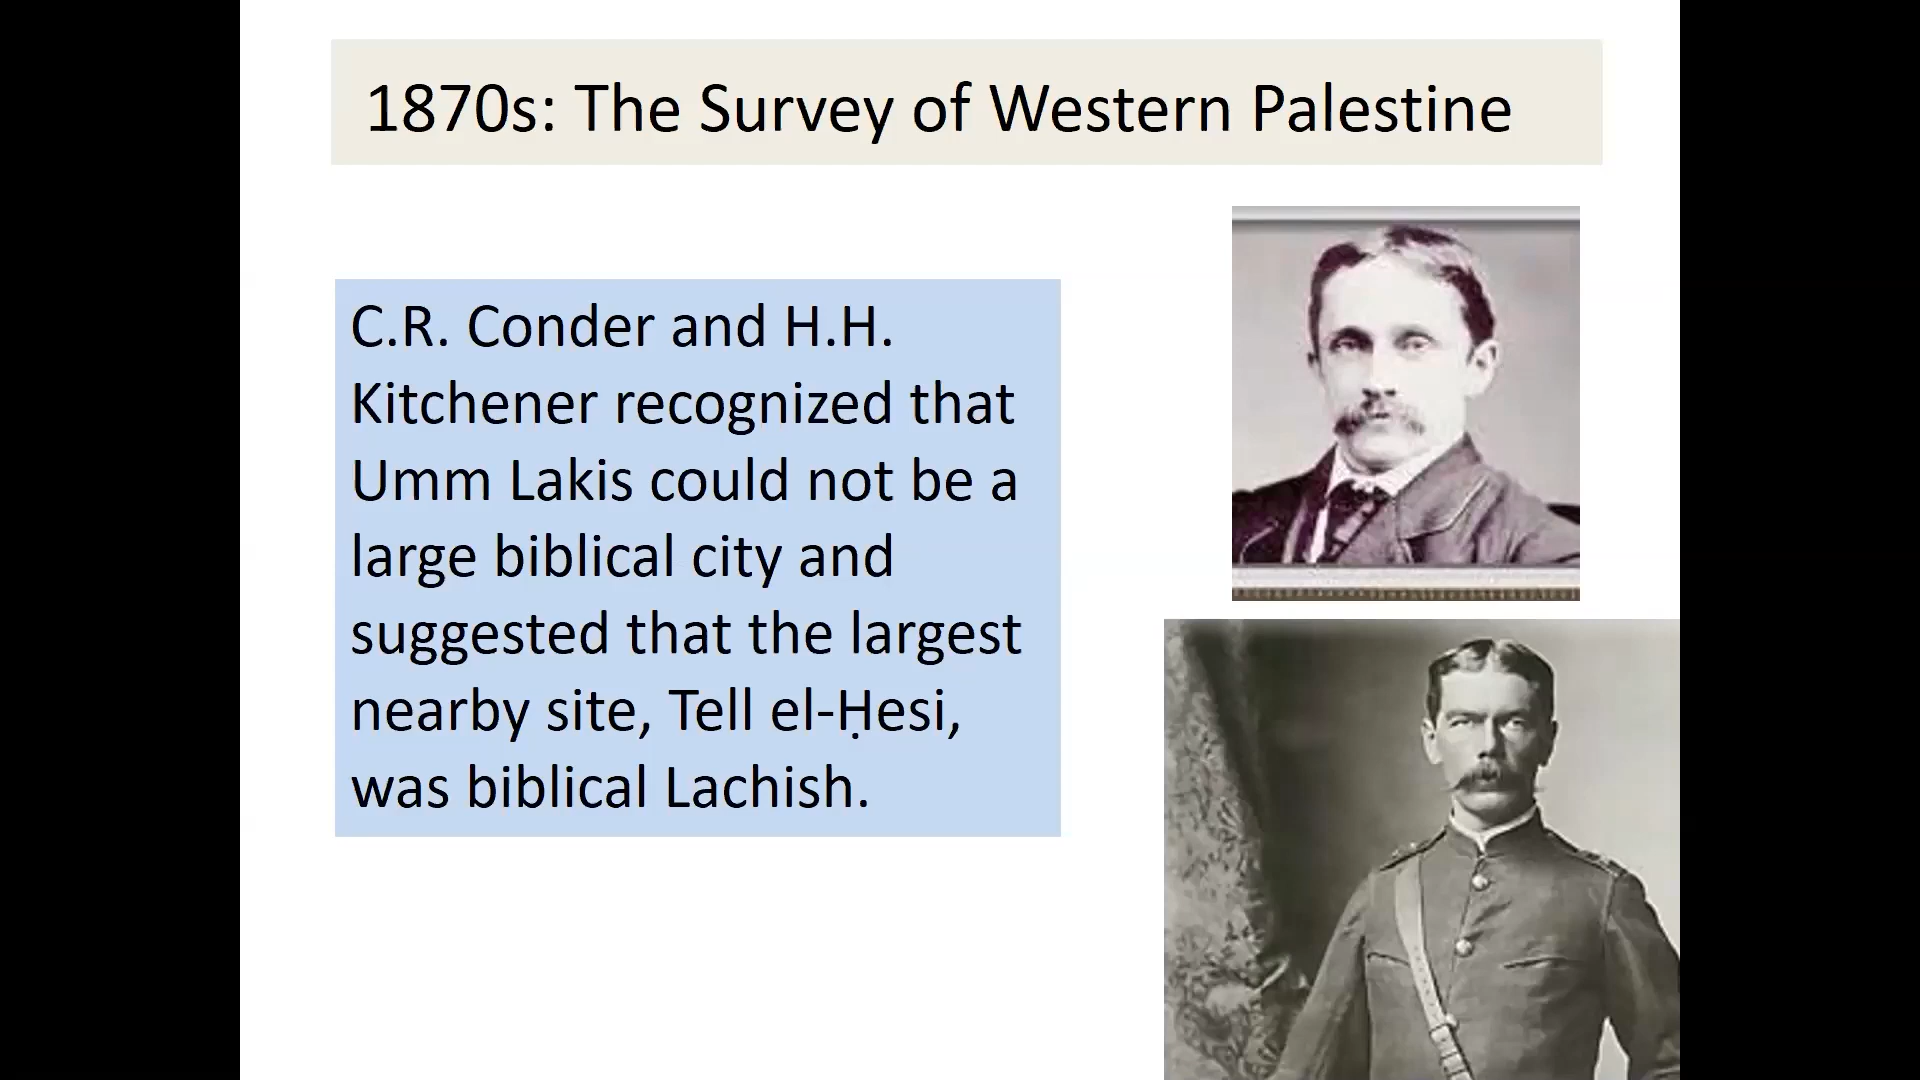 1870s: The Survey of Western Palestine
C.R. Conder and H.H.
Kitchener recognized that
Umm Lakis could not be a
large biblical city and
suggested that the largest
nearby site, Tell el-Ḥesi,
was biblical Lachish.